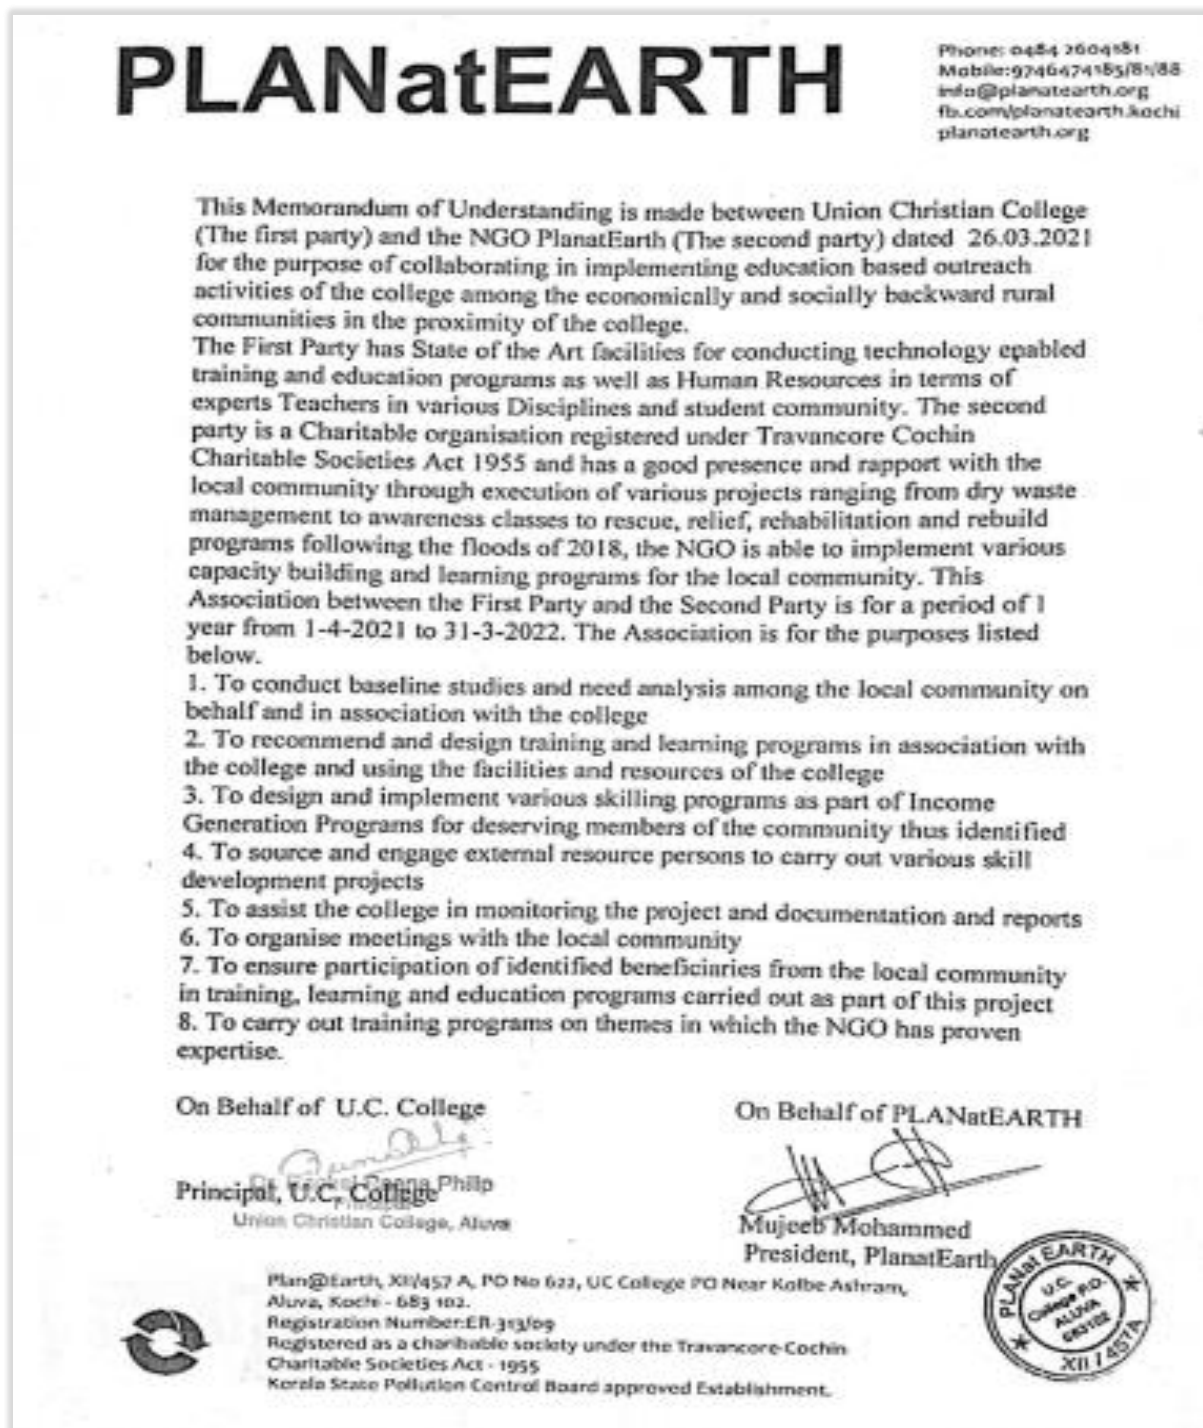 PLANatEARTH
Phone: 0484 2604181
Mobile:9746474185/81/88
info@planatearth.org
fb.com/planatearth.kochi
planatearth.org
This Memorandum of Understanding is made between Union Christian College
(The first party) and the NGO PlanatEarth (The second party) dated 26.03.2021
for the purpose of collaborating in implementing education based outreach
activities of the college among the economically and socially backward rural
communities in the proximity of the college.
The First Party has State of the Art facilities for conducting technology enabled
training and education programs as well as Human Resources in terms of
experts Teachers in various Disciplines and student community. The second
party is a Charitable organisation registered under Travancore Cochin
Charitable Societies Act 1955 and has a good presence and rapport with the
local community through execution of various projects ranging from dry waste
management to awareness classes to rescue, relief, rehabilitation and rebuild
programs following the floods of 2018, the NGO is able to implement various
capacity building and learning programs for the local community. This
Association between the First Party and the Second Party is for a period of 1
year from 1-4-2021 to 31-3-2022. The Association is for the purposes listed
below.
1. To conduct baseline studies and need analysis among the local community on
behalf and in association with the college
2. To recommend and design training and learning programs in association with
the college and using the facilities and resources of the college
3. To design and implement various skilling programs as part of Income
Generation Programs for deserving members of the community thus identified
4. To source and engage external resource persons to carry out various skill
development projects
5. To assist the college in monitoring the project and documentation and reports
6. To organise meetings with the local community
7. To ensure participation of identified beneficiaries from the local community
in training, learning and education programs carried out as part of this project
8. To carry out training programs on themes in which the NGO has proven
expertise.
On Behalf of U.C. College
On Behalf of PLANatEARTH
Philip
Principal, U.C. College
Union Christian College, Aluva
Mujeeb Mohammed
President, PlanatEarth
Plan@Earth, XII/457 A, PO No 622, UC College PO Near Kolbe Ashram,
Aluva, Kochi - 683 102.
Registration Number:ER-313/09
Registered as a charibable society under the Travancore-Cochin
Charitable Societies Act - 1955
Kerala State Pollution Control Board approved Establishment.
PLANat EARTH
U.C.
College P.O.
ALUVA
683102
XII / 457A